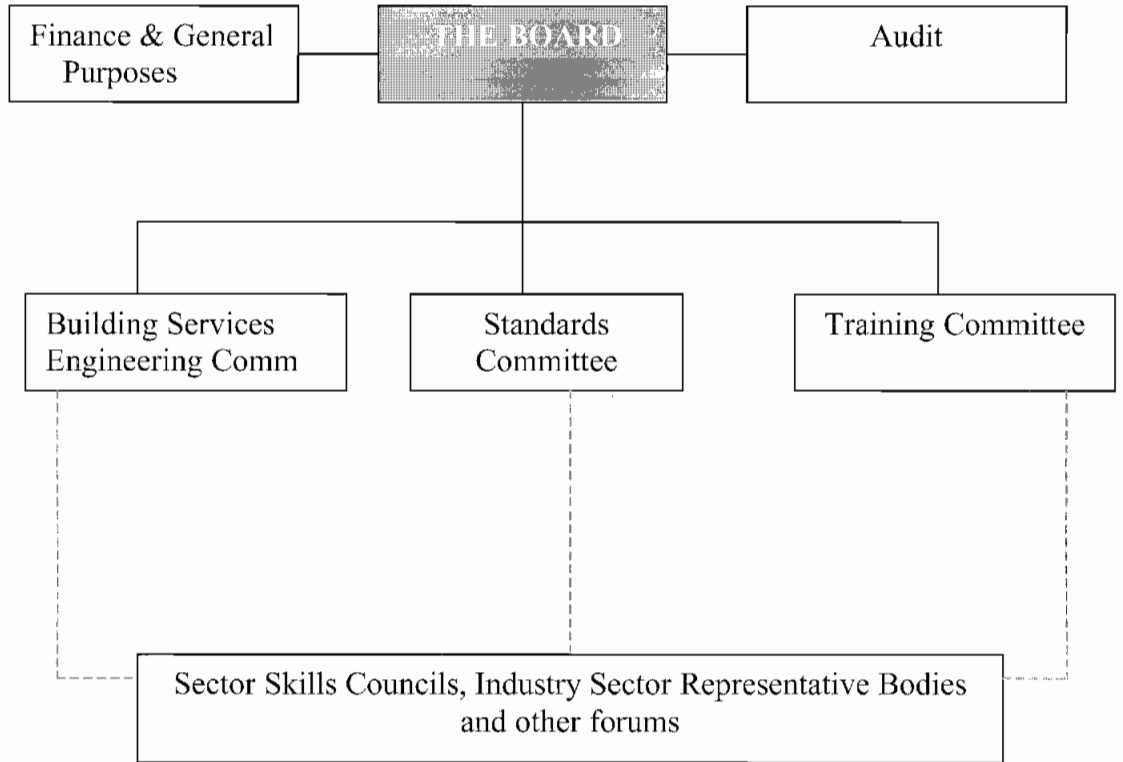 Finance & General
Purposes
THE BOARD
Audit
Building Services
Engineering Comm
Standards
Committee
Training Committee
Sector Skills Councils, Industry Sector Representative Bodies
and other forums